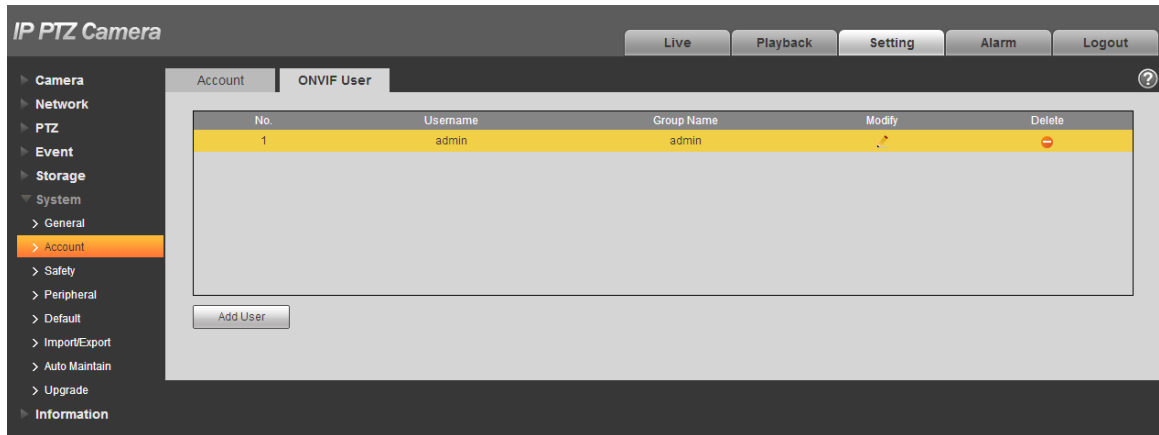 IP PTZ Camera
Live Playback Setting Alarm Logout
Camera
Network
PTZ
Event
Storage
System
General
Account
Safety
Peripheral
Default
Import/Export
Auto Maintain
Upgrade
Information
Account ONVIF User ?
No. Username Group Name Modify Delete
1 admin admin
Add User